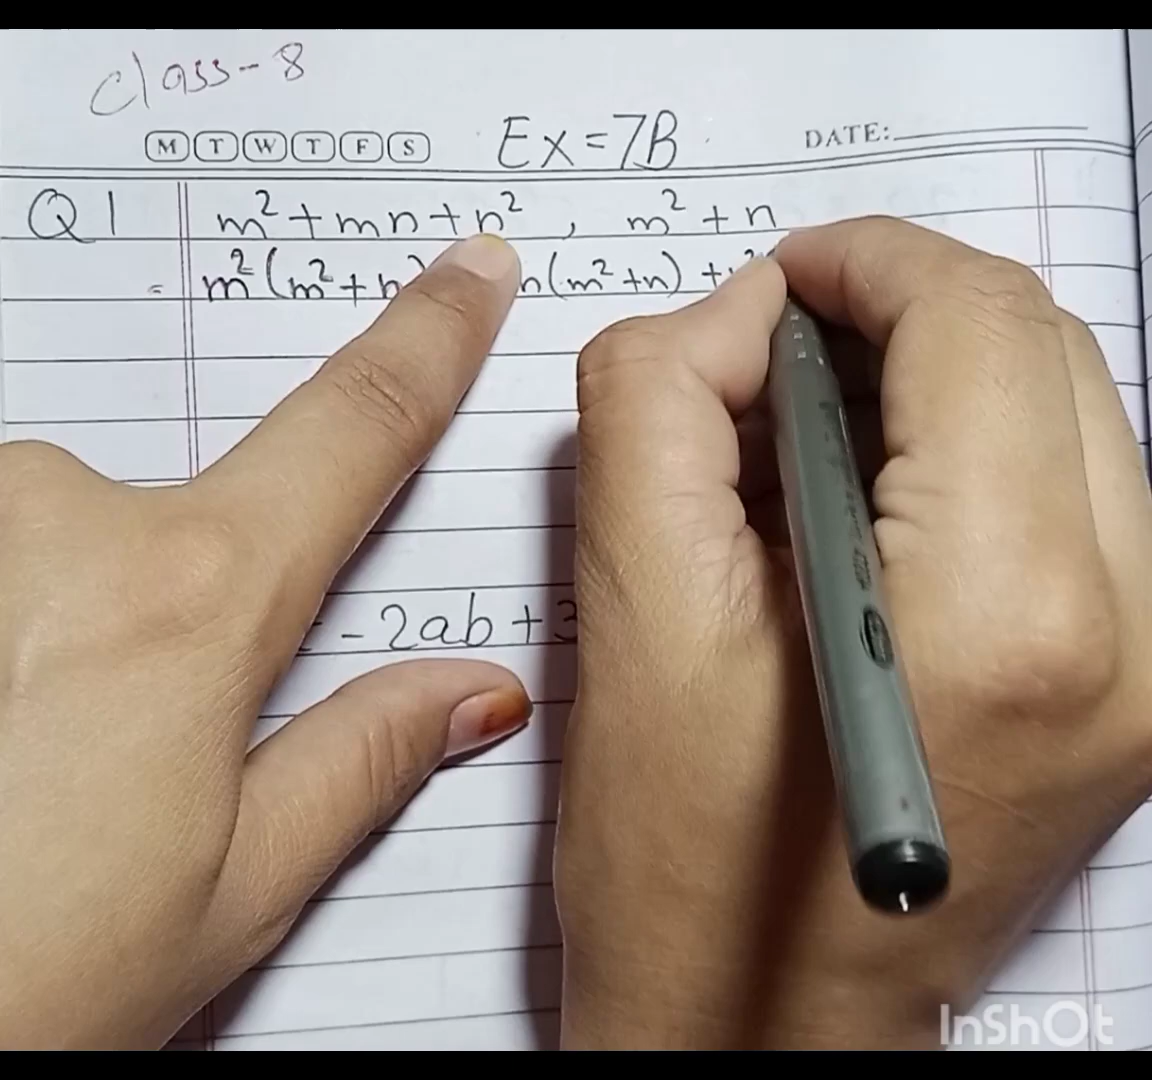 Class-8
M T W T F S Ex=7B DATE:
Q1 m²+mn+n², m²+n
= m²(m²+n) n(m²+n) +
-2ab+3
InShOt